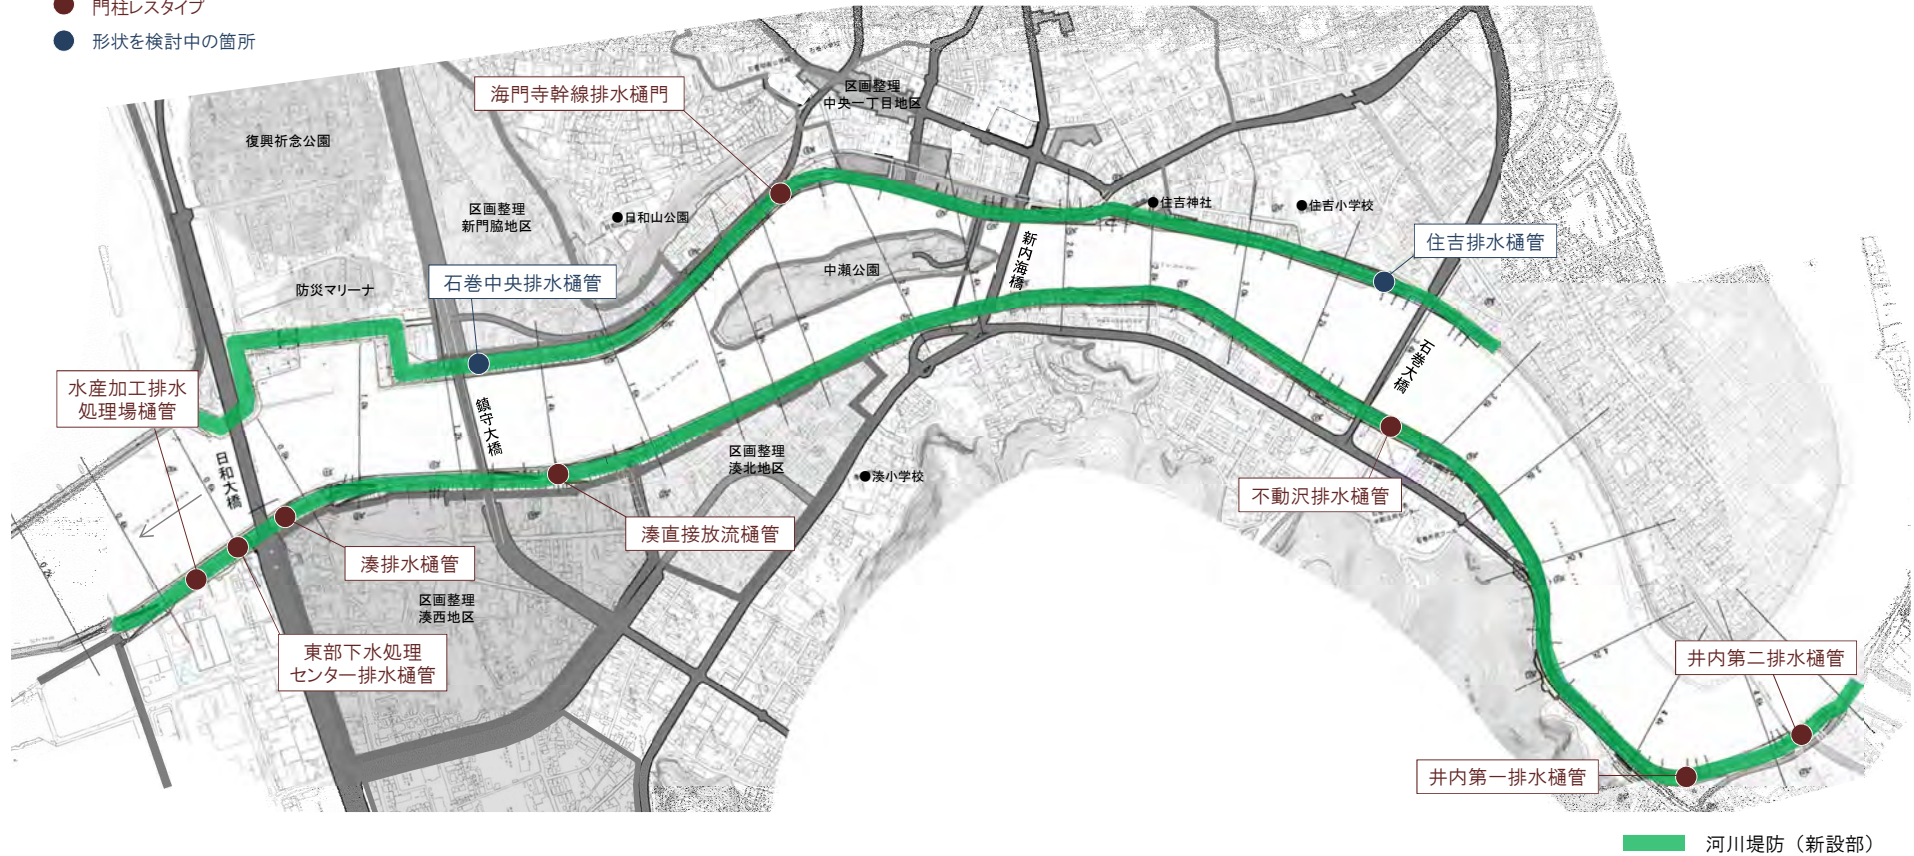 門柱レスタイプ
形状を検討中の箇所
海門寺幹線排水樋門
区画整理
中央一丁目地区
復興祈念公園
区画整理
新門脇地区
日和山公園
住吉神社
住吉小学校
住吉排水樋管
新内海橋
中瀬公園
石巻中央排水樋管
防災マリーナ
石巻大橋
水産加工排水
処理場樋管
鎮守大橋
日和大橋
区画整理
湊北地区
湊小学校
不動沢排水樋管
湊直接放流樋管
湊排水樋管
区画整理
湊西地区
東部下水処理
センター排水樋管
井内第二排水樋管
井内第一排水樋管
河川堤防（新設部）